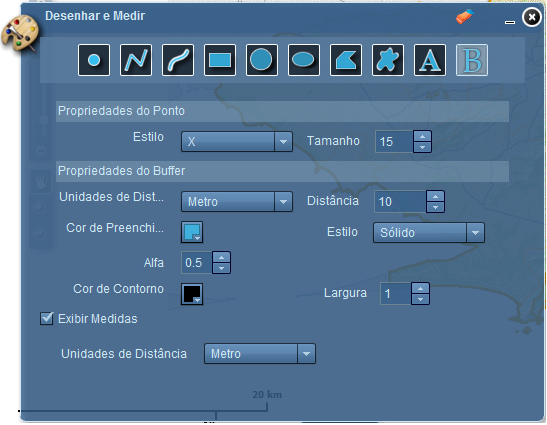 Desenhar e Medir
A B
Propriedades do Ponto
Estilo X Tamanho 15
Propriedades do Buffer
Unidades de Dist... Metro Distância 10
Cor de Preenchi... Estilo Sólido
Alfa 0.5
Cor de Contorno Largura 1
Exibir Medidas
Unidades de Distância Metro
20 km